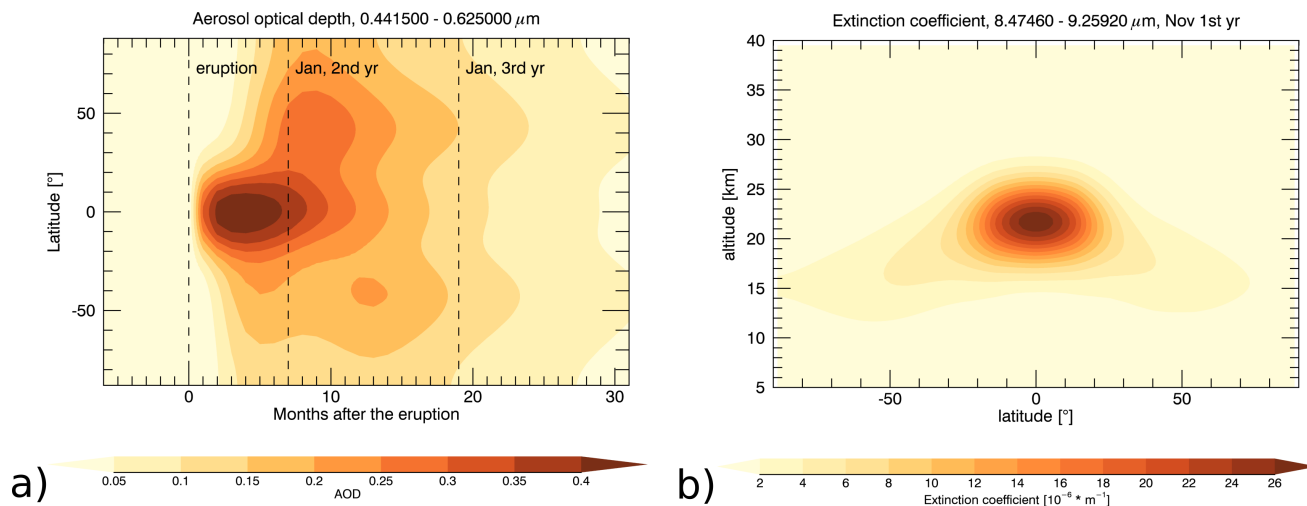 Aerosol optical depth, 0.441500 - 0.625000 μm
eruption
Jan, 2nd yr
Jan, 3rd yr
50
0
-50
Latitude [°]
0
10
20
30
Months after the eruption
0.05 0.1 0.15 0.2 0.25 0.3 0.35 0.4
AOD
a)
Extinction coefficient, 8.47460 - 9.25920 μm, Nov 1st yr
40
35
30
25
20
15
10
5
altitude [km]
-50
0
50
latitude [°]
2 4 6 8 10 12 14 16 18 20 22 24 26
Extinction coefficient [10⁻⁶ * m⁻¹]
b)